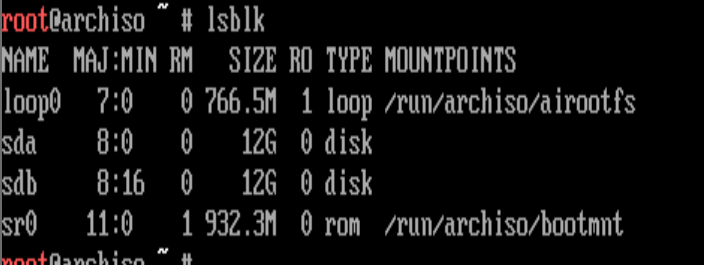 root@archiso ~ # lsblk
NAME  MAJ:MIN RM   SIZE RO TYPE MOUNTPOINTS
loop0   7:0    0 766.5M  1 loop /run/archiso/airootfs
sda     8:0    0    12G  0 disk
sdb     8:16   0    12G  0 disk
sr0    11:0    1 932.3M  0 rom  /run/archiso/bootmnt
root@archiso ~ #